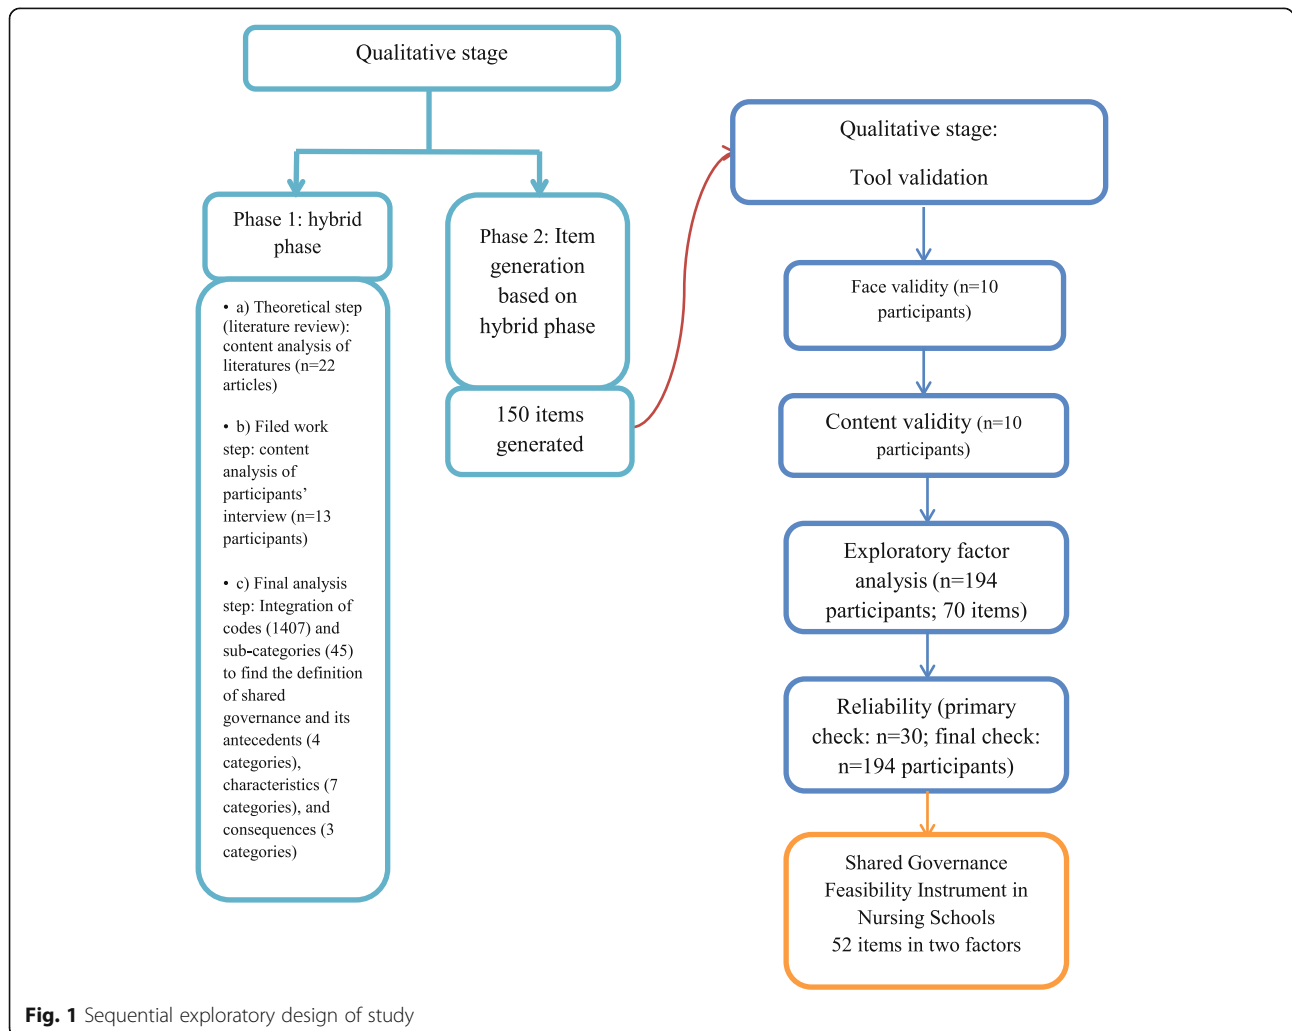 Qualitative stage
Phase 1: hybrid
phase
• a) Theoretical step
(literature review):
content analysis of
literatures (n=22
articles)
• b) Filed work
step: content
analysis of
participants’
interview (n=13
participants)
• c) Final analysis
step: Integration of
codes (1407) and
sub-categories (45)
to find the definition
of shared
governance and its
antecedents (4
categories),
characteristics (7
categories), and
consequences (3
categories)
Phase 2: Item
generation
based on
hybrid phase
150 items
generated
Qualitative stage:
Tool validation
Face validity (n=10
participants)
Content validity (n=10
participants)
Exploratory factor
analysis (n=194
participants; 70 items)
Reliability (primary
check: n=30; final check:
n=194 participants)
Shared Governance
Feasibility Instrument in
Nursing Schools
52 items in two factors
Fig. 1 Sequential exploratory design of study